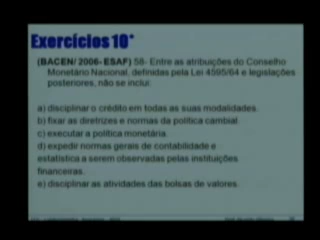 Exercícios 10*
(BACEN/ 2006- ESAF) 58- Entre as atribuições do Conselho
Monetário Nacional, definidas pela Lei 4595/64 e legislações
posteriores, não se inclui:
a) disciplinar o crédito em todas as suas modalidades.
b) fixar as diretrizes e normas da política cambial.
c) executar a política monetária.
d) expedir normas gerais de contabilidade e
estatística a serem observadas pelas instituições
financeiras.
e) disciplinar as atividades das bolsas de valores.